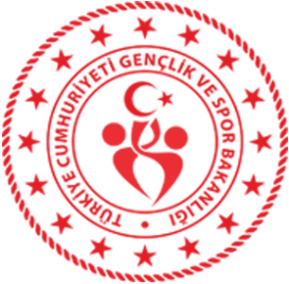 TÜRKİYE CUMHURİYETİ GENÇLİK VE SPOR BAKANLIĞI